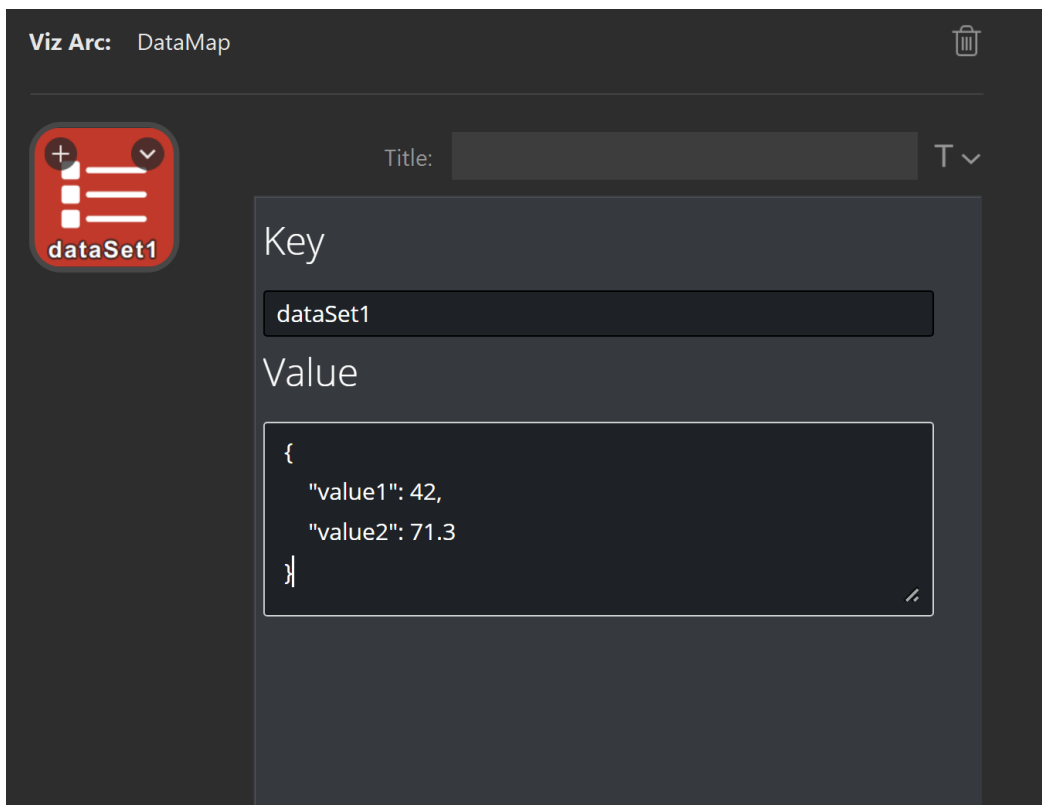 Viz Arc: DataMap
dataSet1
Title:
T
Key
dataSet1
Value
{
"value1": 42,
"value2": 71.3
}